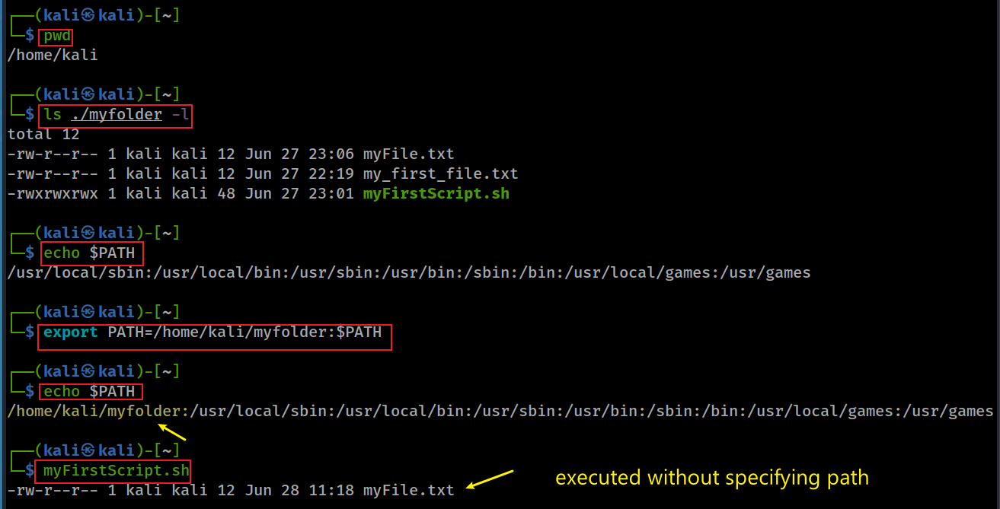 ┌──(kali㉿kali)-[~]
└─$ pwd
/home/kali
┌──(kali㉿kali)-[~]
└─$ ls ./myfolder -l
total 12
-rw-r--r-- 1 kali kali 12 Jun 27 23:06 myFile.txt
-rw-r--r-- 1 kali kali 12 Jun 27 22:19 my_first_file.txt
-rwxrwxrwx 1 kali kali 48 Jun 27 23:01 myFirstScript.sh
┌──(kali㉿kali)-[~]
└─$ echo $PATH
/usr/local/sbin:/usr/local/bin:/usr/sbin:/usr/bin:/sbin:/bin:/usr/local/games:/usr/games
┌──(kali㉿kali)-[~]
└─$ export PATH=/home/kali/myfolder:$PATH
┌──(kali㉿kali)-[~]
└─$ echo $PATH
/home/kali/myfolder:/usr/local/sbin:/usr/local/bin:/usr/sbin:/usr/bin:/sbin:/bin:/usr/local/games:/usr/games
┌──(kali㉿kali)-[~]
└─$ myFirstScript.sh
-rw-r--r-- 1 kali kali 12 Jun 28 11:18 myFile.txt
executed without specifying path